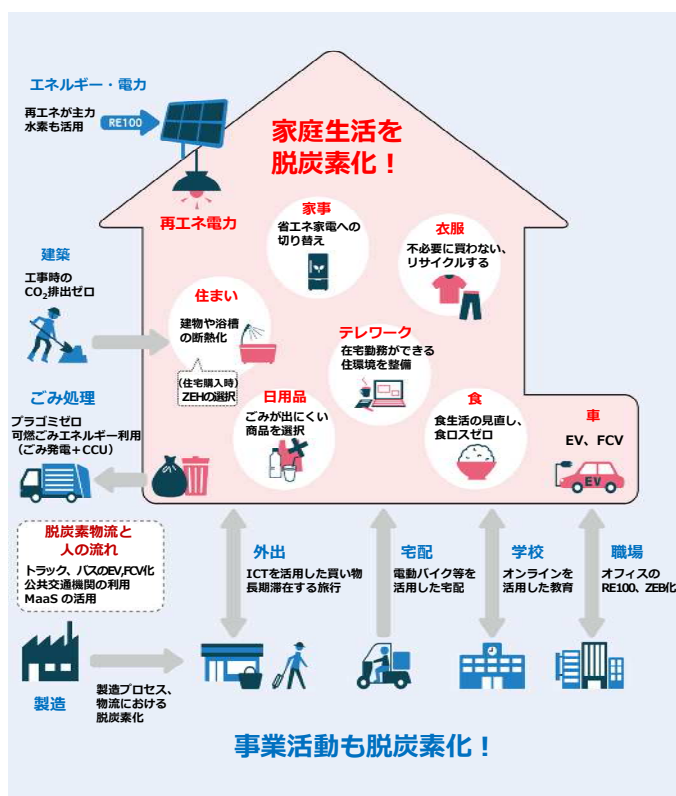 エネルギー・電力
再エネが主力
水素も活用
RE100
家庭生活を
脱炭素化！
再エネ電力
家事
省エネ家電への
切り替え
衣服
不必要に買わない、
リサイクルする
建築
工事時の
CO₂排出ゼロ
住まい
建物や浴槽
の断熱化
(住宅購入時)
ZEHの選択
テレワーク
在宅勤務ができる
住環境を整備
ごみ処理
プラゴミゼロ
可燃ごみエネルギー利用
（ごみ発電＋CCU）
日用品
ごみが出にくい
商品を選択
食
食生活の見直し、
食ロスゼロ
車
EV、FCV
EV
脱炭素物流と
人の流れ
トラック、バスのEV,FCV化
公共交通機関の利用
MaaS の活用
外出
ICTを活用した買い物
長期滞在する旅行
宅配
電動バイク等を
活用した宅配
学校
オンラインを
活用した教育
職場
オフィスの
RE100、ZEB化
製造
製造プロセス、
物流における
脱炭素化
事業活動も脱炭素化！